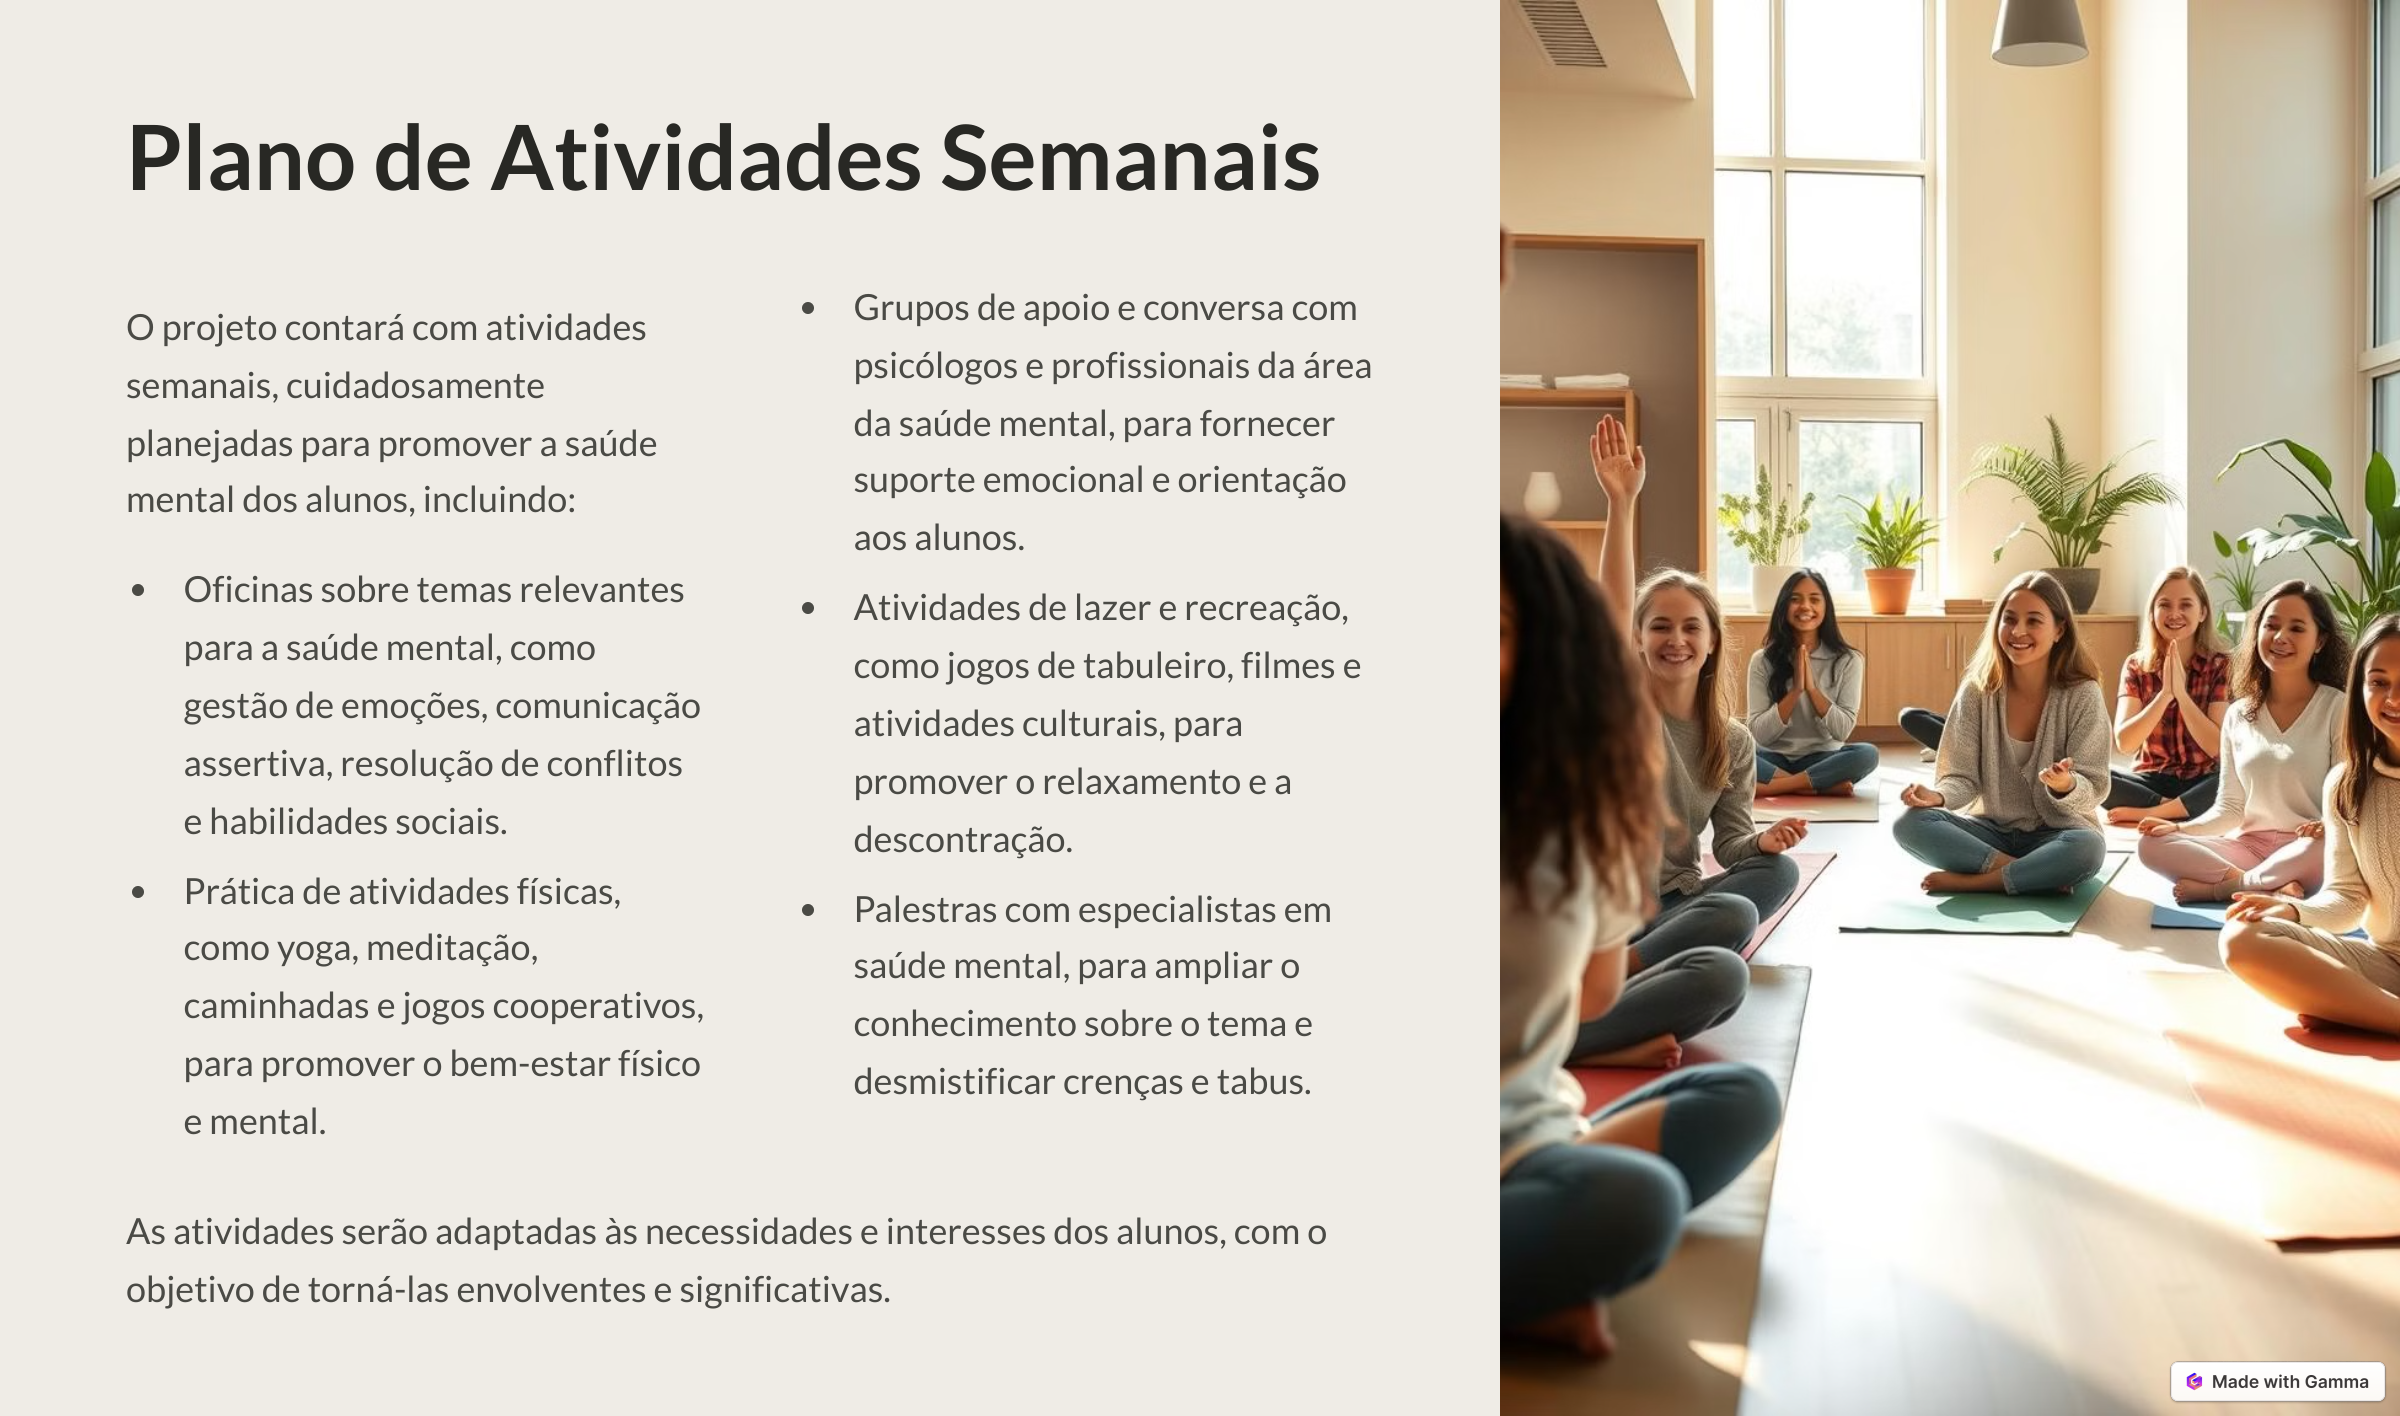 Plano de Atividades Semanais
O projeto contará com atividades
semanais, cuidadosamente
planejadas para promover a saúde
mental dos alunos, incluindo:
• Oficinas sobre temas relevantes
para a saúde mental, como
gestão de emoções, comunicação
assertiva, resolução de conflitos
e habilidades sociais.
• Prática de atividades físicas,
como yoga, meditação,
caminhadas e jogos cooperativos,
para promover o bem-estar físico
e mental.
• Grupos de apoio e conversa com
psicólogos e profissionais da área
da saúde mental, para fornecer
suporte emocional e orientação
aos alunos.
• Atividades de lazer e recreação,
como jogos de tabuleiro, filmes e
atividades culturais, para
promover o relaxamento e a
descontração.
• Palestras com especialistas em
saúde mental, para ampliar o
conhecimento sobre o tema e
desmistificar crenças e tabus.
As atividades serão adaptadas às necessidades e interesses dos alunos, com o
objetivo de torná-las envolventes e significativas.
Made with Gamma